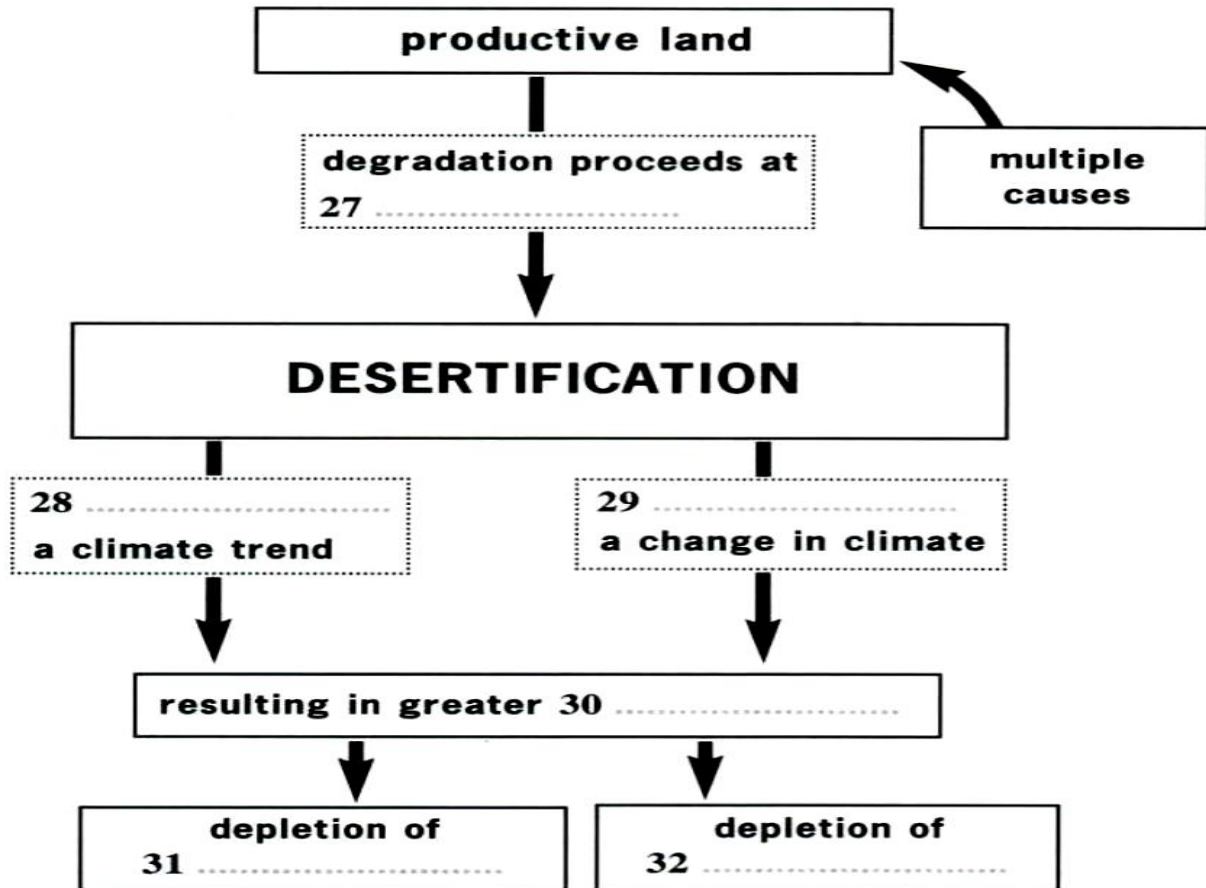 productive land
degradation proceeds at
27 ........................................
multiple
causes
DESERTIFICATION
28 ........................................
a climate trend
29 ........................................
a change in climate
resulting in greater 30 ........................................
depletion of
31 ........................................
depletion of
32 ........................................